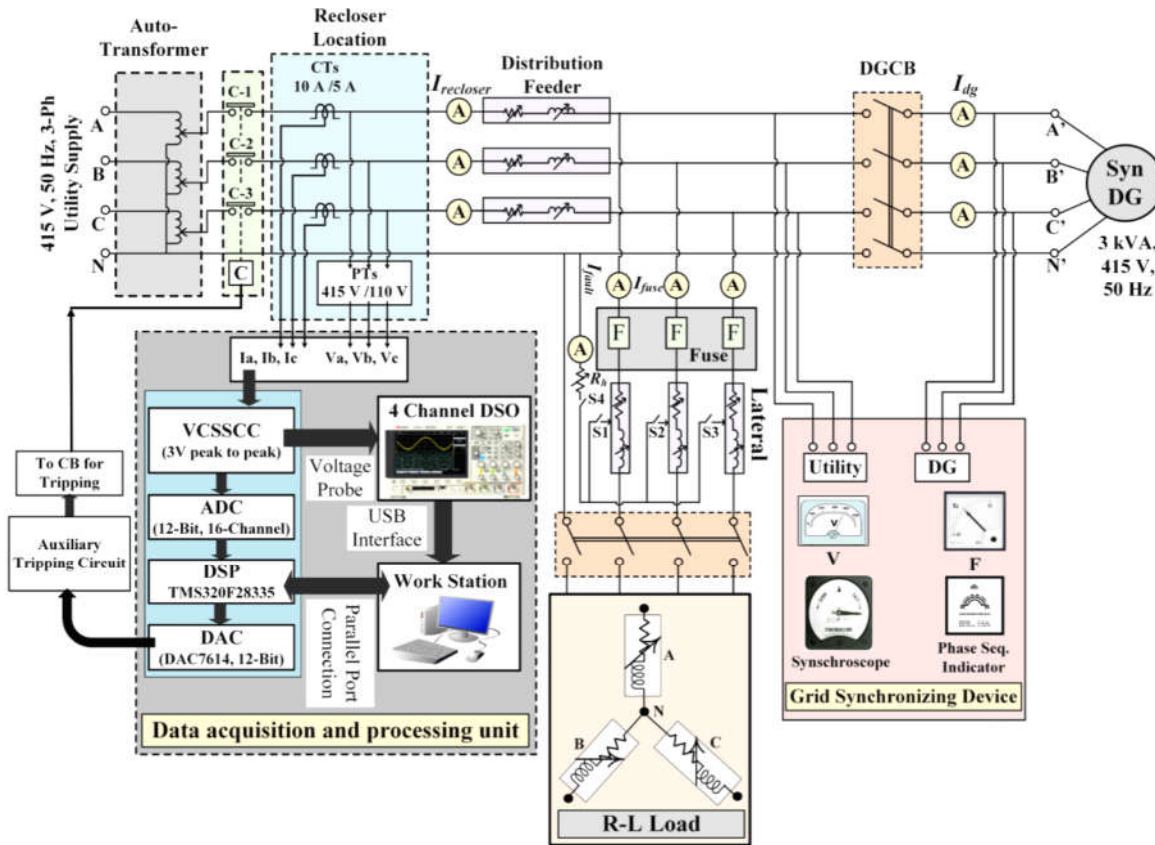 Auto-
Transformer
Recloser
Location
CTs
10 A /5 A
C-1
C-2
C-3
C
I_recloser
Distribution
Feeder
DGCB
I_dg
415 V, 50 Hz, 3-Ph
Utility Supply
A
B
C
N
A
A
A
A
A
A
A'
B'
C'
N'
Syn
DG
3 kVA,
415 V,
50 Hz
PTs
415 V /110 V
I_fault
I_fuse
A
A
A
A
F
F
F
Fuse
R_h
S4
S1
S2
S3
Lateral
Ia, Ib, Ic
Va, Vb, Vc
VCSSCC
(3V peak to peak)
4 Channel DSO
Voltage
Probe
USB
Interface
ADC
(12-Bit, 16-Channel)
DSP
TMS320F28335
Work Station
Parallel Port
Connection
DAC
(DAC7614, 12-Bit)
Data acquisition and processing unit
To CB for
Tripping
Auxiliary
Tripping Circuit
A
N
B
C
R-L Load
Utility
DG
V
V
F
Synschroscope
Phase Seq.
Indicator
Grid Synchronizing Device